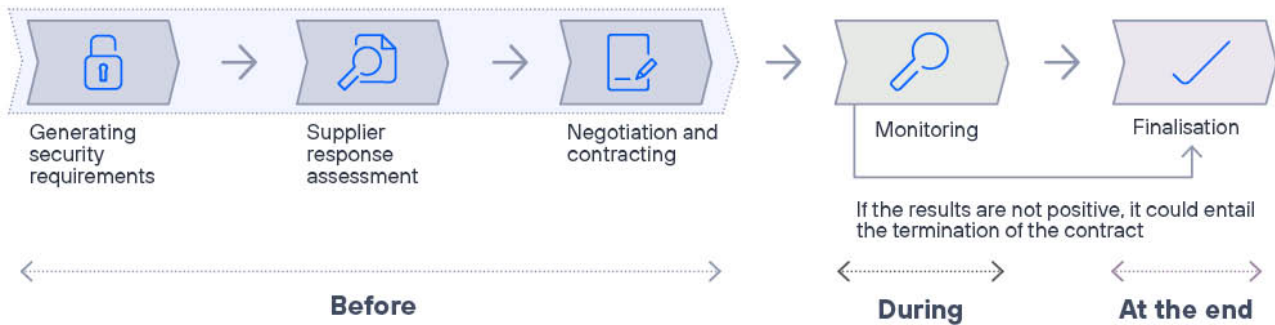 Generating
security
requirements
Supplier
response
assessment
Negotiation and
contracting
Monitoring
Finalisation
If the results are not positive, it could entail
the termination of the contract
Before
During
At the end